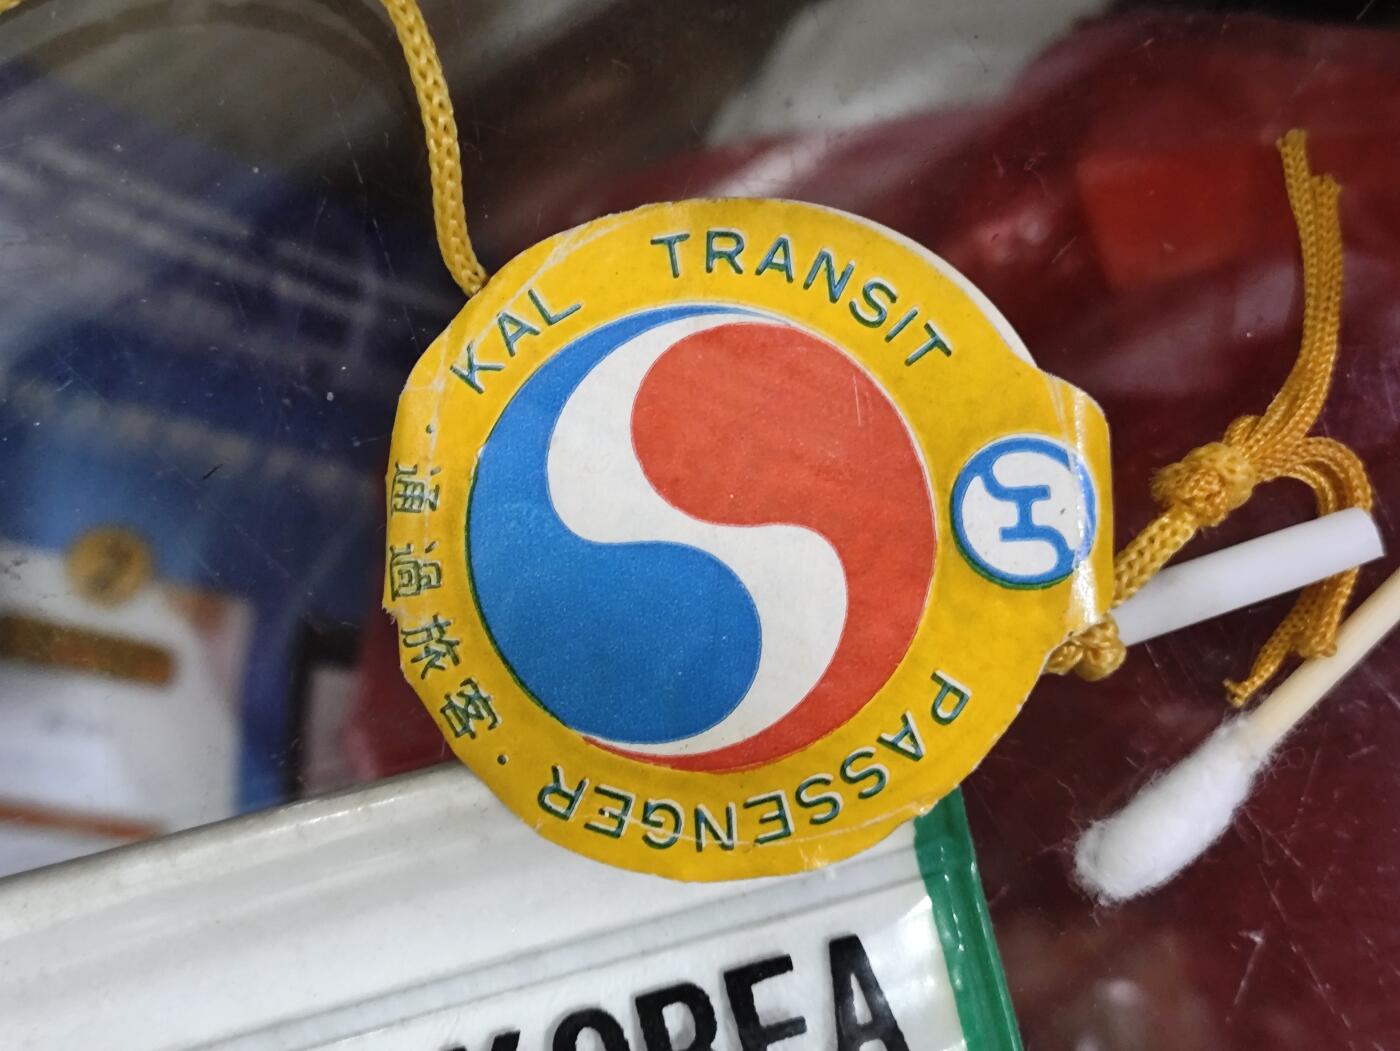 KAL TRANSIT PASSENGER
通過旅客
KOREA